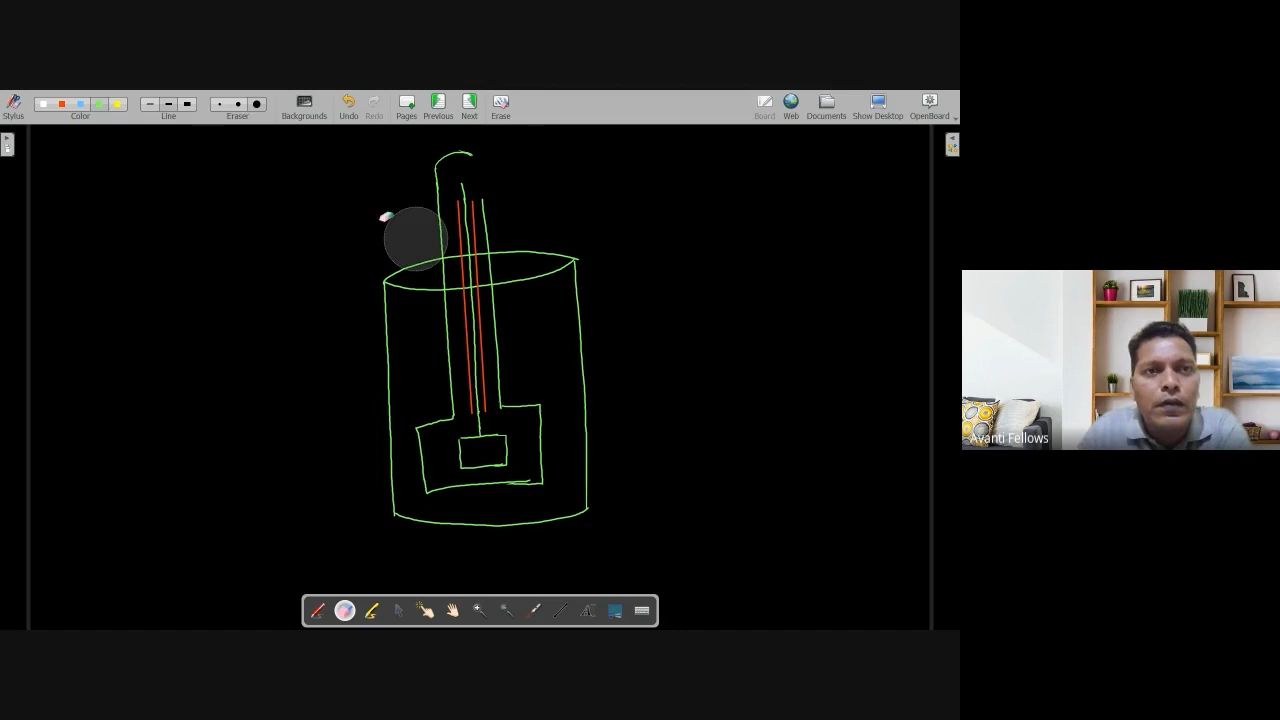 Stylus
Color
Line
Eraser
Backgrounds
Undo
Redo
Pages
Previous
Next
Erase
Board
Web
Documents
Show Desktop
OpenBoard
Avanti Fellows